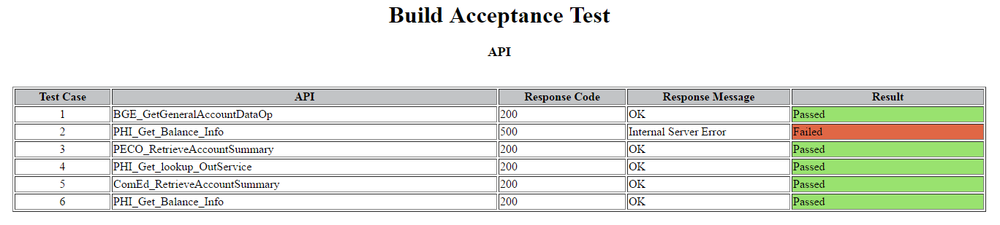 Build Acceptance Test
API
Test Case API Response Code Response Message Result
1 BGE_GetGeneralAccountDataOp 200 OK Passed
2 PHI_Get_Balance_Info 500 Internal Server Error Failed
3 PECO_RetrieveAccountSummary 200 OK Passed
4 PHI_Get_lookup_OutService 200 OK Passed
5 ComEd_RetrieveAccountSummary 200 OK Passed
6 PHI_Get_Balance_Info 200 OK Passed